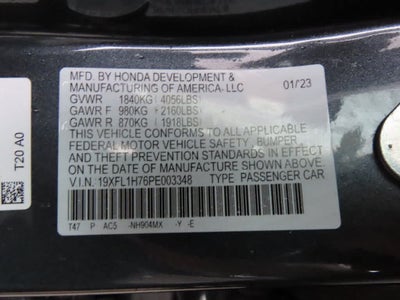 MFD. BY HONDA DEVELOPMENT &
MANUFACTURING OF AMERICA, LLC 01/23
GVWR 1840KG ( 4056LBS)
GAWR F 980KG ( 2160LBS)
GAWR R 870KG ( 1918LBS)
THIS VEHICLE CONFORMS TO ALL APPLICABLE
FEDERAL MOTOR VEHICLE SAFETY, BUMPER
AND THEFT PREVENTION STANDARDS IN EFFECT
ON THE DATE OF MANUFACTURE SHOWN ABOVE.
V.I.N. 19XFL1H76PE003348 TYPE PASSENGER CAR
T47 P AC5 -NH904MX -Y -E
T20 A0